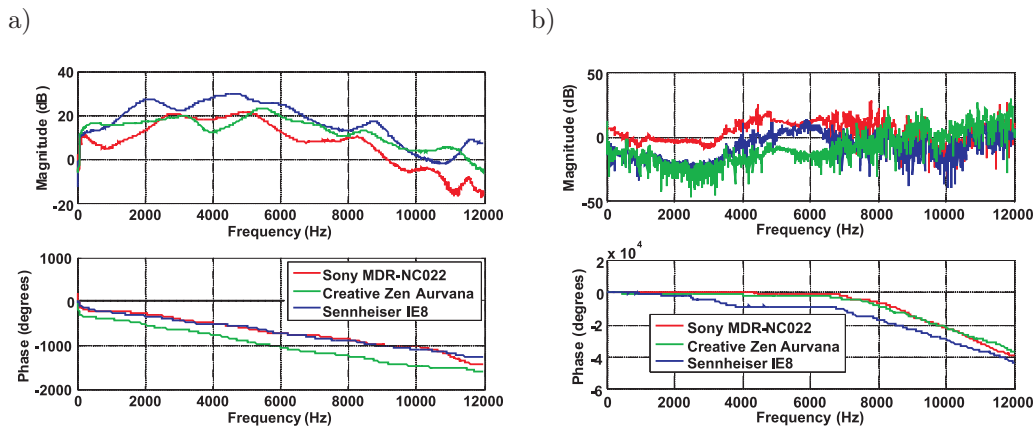 a)
40
20
0
-20
Magnitude (dB)
0 2000 4000 6000 8000 10000 12000
Frequency (Hz)
1000
0
-1000
-2000
Phase (degrees)
Sony MDR-NC022
Creative Zen Aurvana
Sennheiser IE8
0 2000 4000 6000 8000 10000 12000
Frequency (Hz)
b)
50
0
-50
Magnitude (dB)
0 2000 4000 6000 8000 10000 12000
Frequency (Hz)
x 10^4
2
0
-2
-4
-6
Phase (degrees)
Sony MDR-NC022
Creative Zen Aurvana
Sennheiser IE8
0 2000 4000 6000 8000 10000 12000
Frequency (Hz)